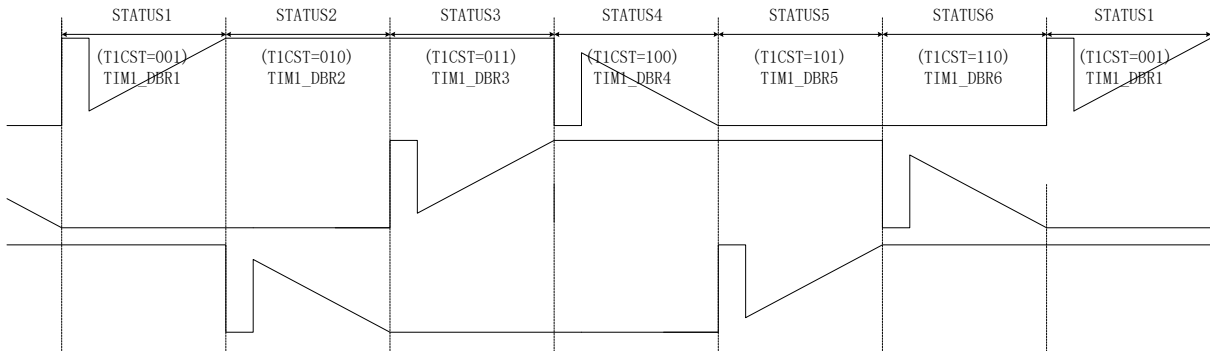 STATUS1 STATUS2 STATUS3 STATUS4 STATUS5 STATUS6 STATUS1
(T1CST=001) (T1CST=010) (T1CST=011) (T1CST=100) (T1CST=101) (T1CST=110) (T1CST=001)
TIM1_DBR1 TIM1_DBR2 TIM1_DBR3 TIM1_DBR4 TIM1_DBR5 TIM1_DBR6 TIM1_DBR1